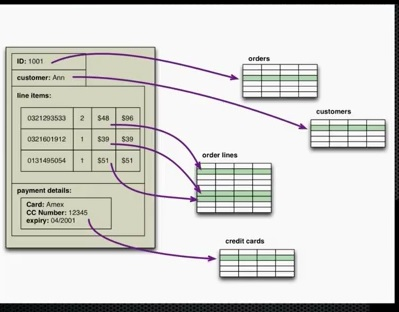 ID: 1001
customer: Ann
line items:
0321293533 2 $48 $96
0321601912 1 $39 $39
0131495054 1 $51 $51
payment details:
Card: Amex
CC Number: 12345
expiry: 04/2001
orders
customers
order lines
credit cards